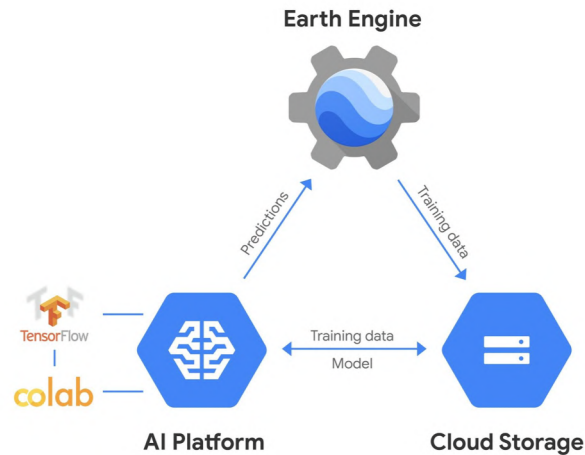 Earth Engine
Predictions
Training data
TensorFlow
colab
Training data
Model
AI Platform
Cloud Storage